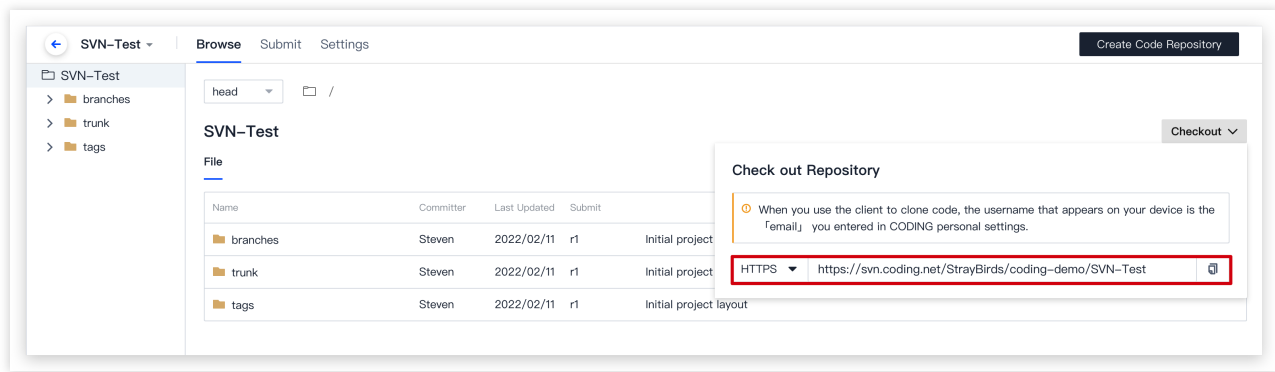 SVN-Test
Browse Submit Settings
Create Code Repository
SVN-Test
branches
trunk
tags
head /
SVN-Test
Checkout
File
Check out Repository
When you use the client to clone code, the username that appears on your device is the
「email」 you entered in CODING personal settings.
HTTPS https://svn.coding.net/StrayBirds/coding-demo/SVN-Test
Name Committer Last Updated Submit
branches Steven 2022/02/11 r1 Initial project
trunk Steven 2022/02/11 r1 Initial project
tags Steven 2022/02/11 r1 Initial project layout